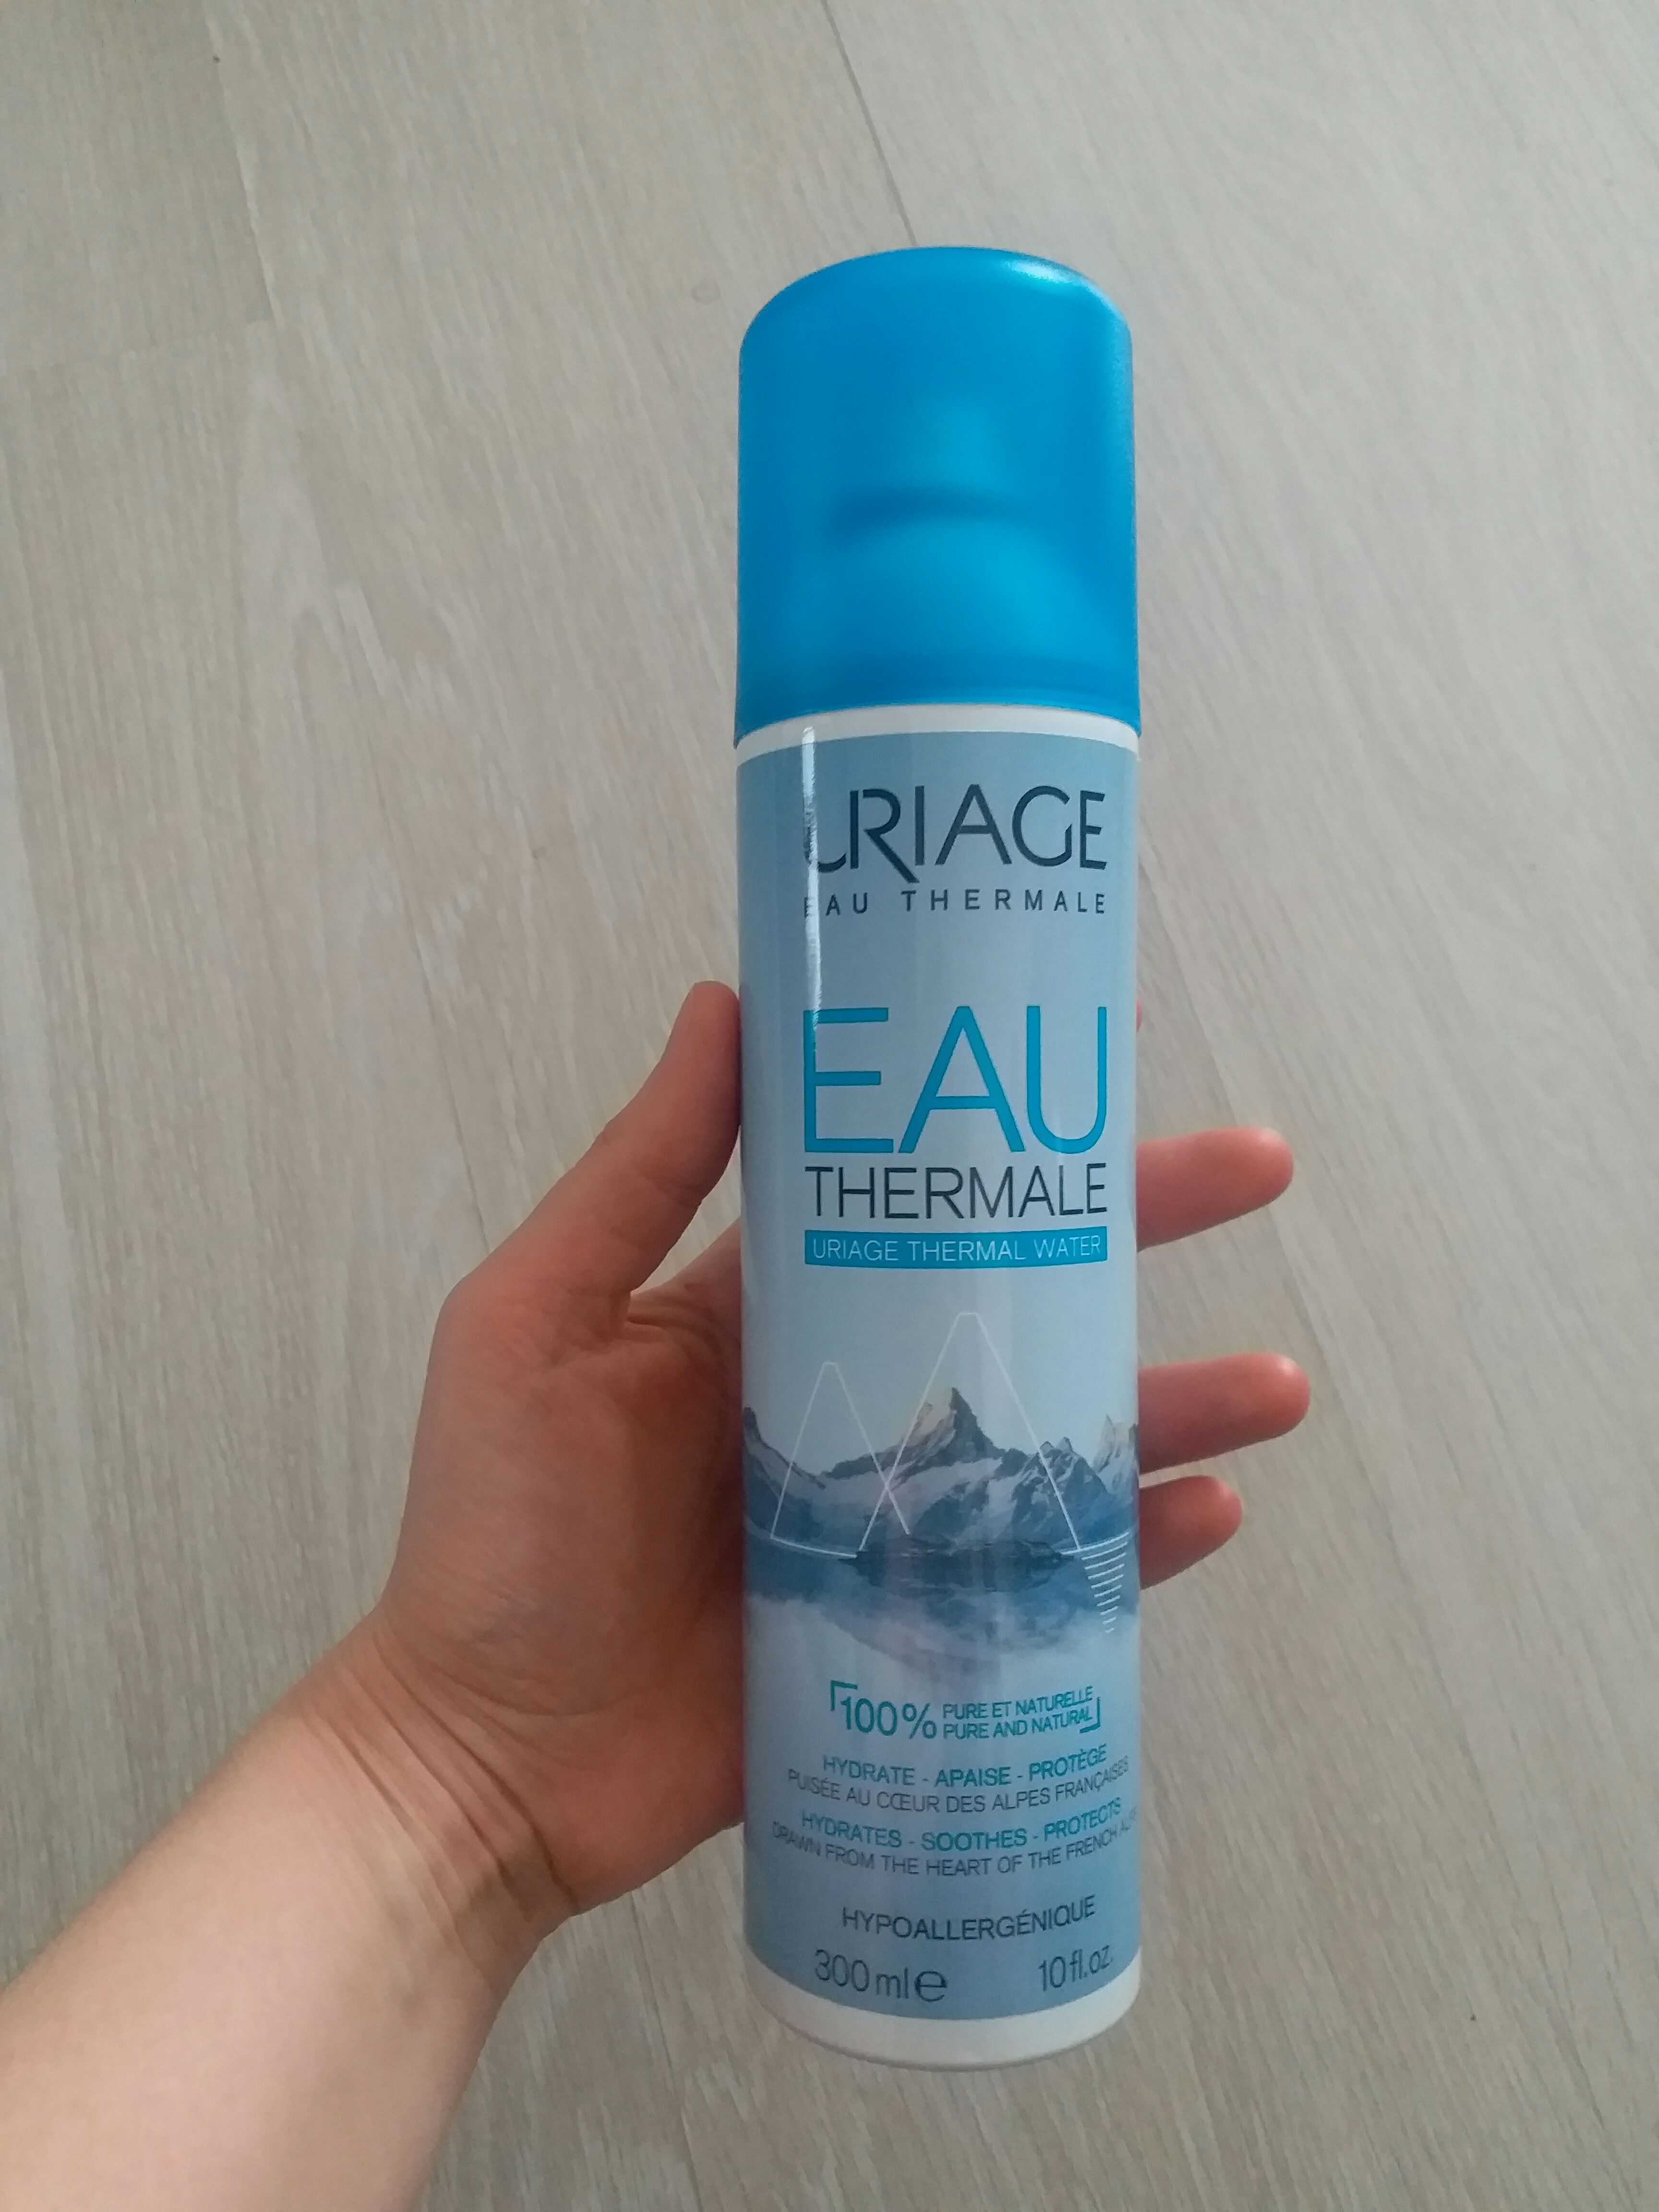 URIAGE
EAU THERMALE
EAU
THERMALE
URIAGE THERMAL WATER
100% PURE ET NATURELLE
PURE AND NATURAL
HYDRATE - APAISE - PROTÈGE
PUISÉE AU CŒUR DES ALPES FRANÇAISES
HYDRATES - SOOTHES - PROTECTS
DRAWN FROM THE HEART OF THE FRENCH
HYPOALLERGÉNIQUE
300 ml e 10 fl.oz.